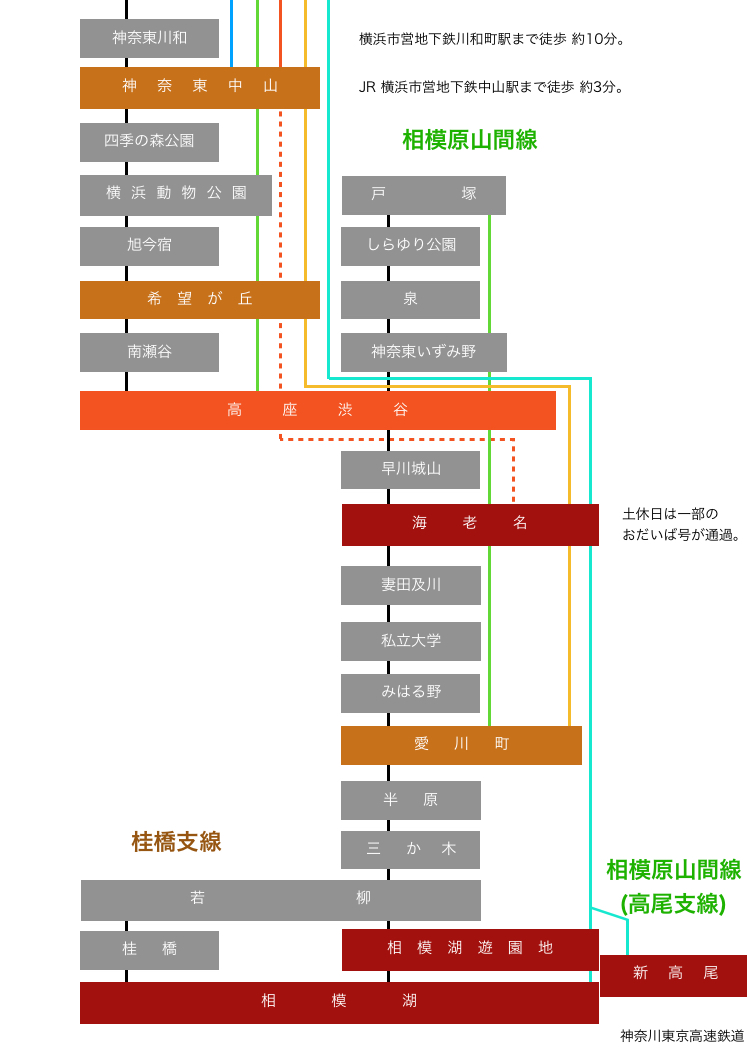 神奈東川和
横浜市営地下鉄川和町駅まで徒歩 約10分。
神奈東中山
JR 横浜市営地下鉄中山駅まで徒歩 約3分。
四季の森公園
相模原山間線
横浜動物公園
戸塚
旭今宿
しらゆり公園
希望が丘
泉
南瀬谷
神奈東いずみ野
高座渋谷
早川城山
海老名
土休日は一部の
おだいば号が通過。
妻田及川
私立大学
みはる野
愛川町
半原
桂橋支線
三か木
相模原山間線
(高尾支線)
若柳
桂橋
相模湖遊園地
新高尾
相模湖
神奈川東京高速鉄道